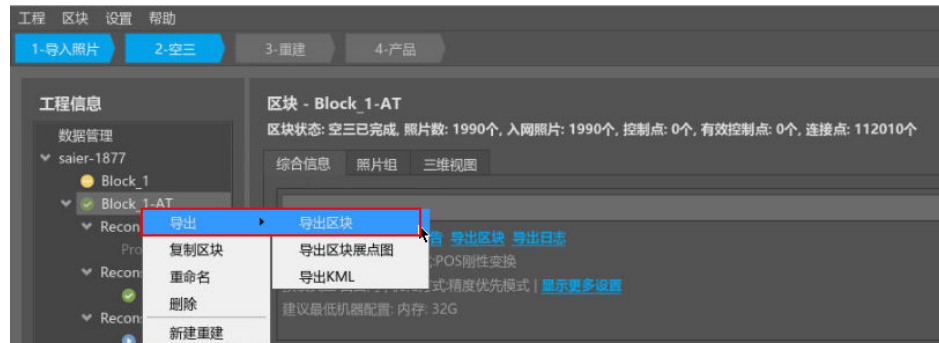 工程 区块 设置 帮助
1-导入照片 2-空三 3-重建 4-产品
工程信息
数据管理
saier-1877
Block_1
Block_1-AT
Recon
Pro
Recon
Recon
导出
复制区块
重命名
删除
新建重建
导出区块
导出区块展点图
导出KML
区块 - Block_1-AT
区块状态: 空三已完成, 照片数: 1990个, 入网照片: 1990个, 控制点: 0个, 有效控制点: 0个, 连接点: 112010个
综合信息 照片组 三维视图
告 导出区块 导出日志
:POS刚性变换
式:精度优先模式 | 显示更多设置
建议最低机器配置: 内存: 32G